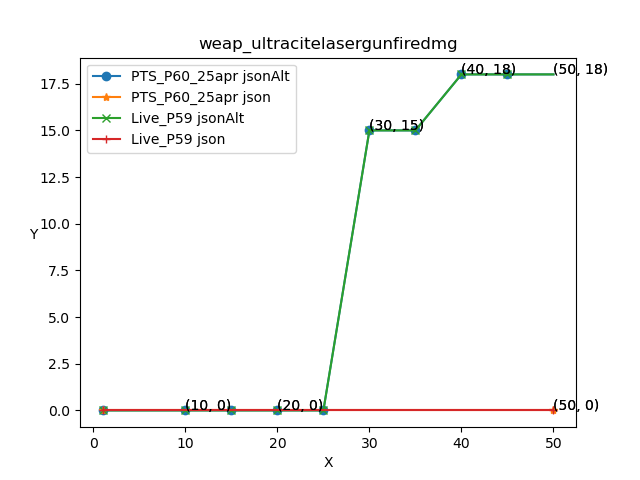 weap_ultracitelasergunfiredmg
PTS_P60_25apr jsonAlt
PTS_P60_25apr json
Live_P59 jsonAlt
Live_P59 json
(40, 18)
(50, 18)
(30, 15)
(10, 0)
(20, 0)
(50, 0)
17.5
15.0
12.5
10.0
7.5
5.0
2.5
0.0
Y
0 10 20 30 40 50
X